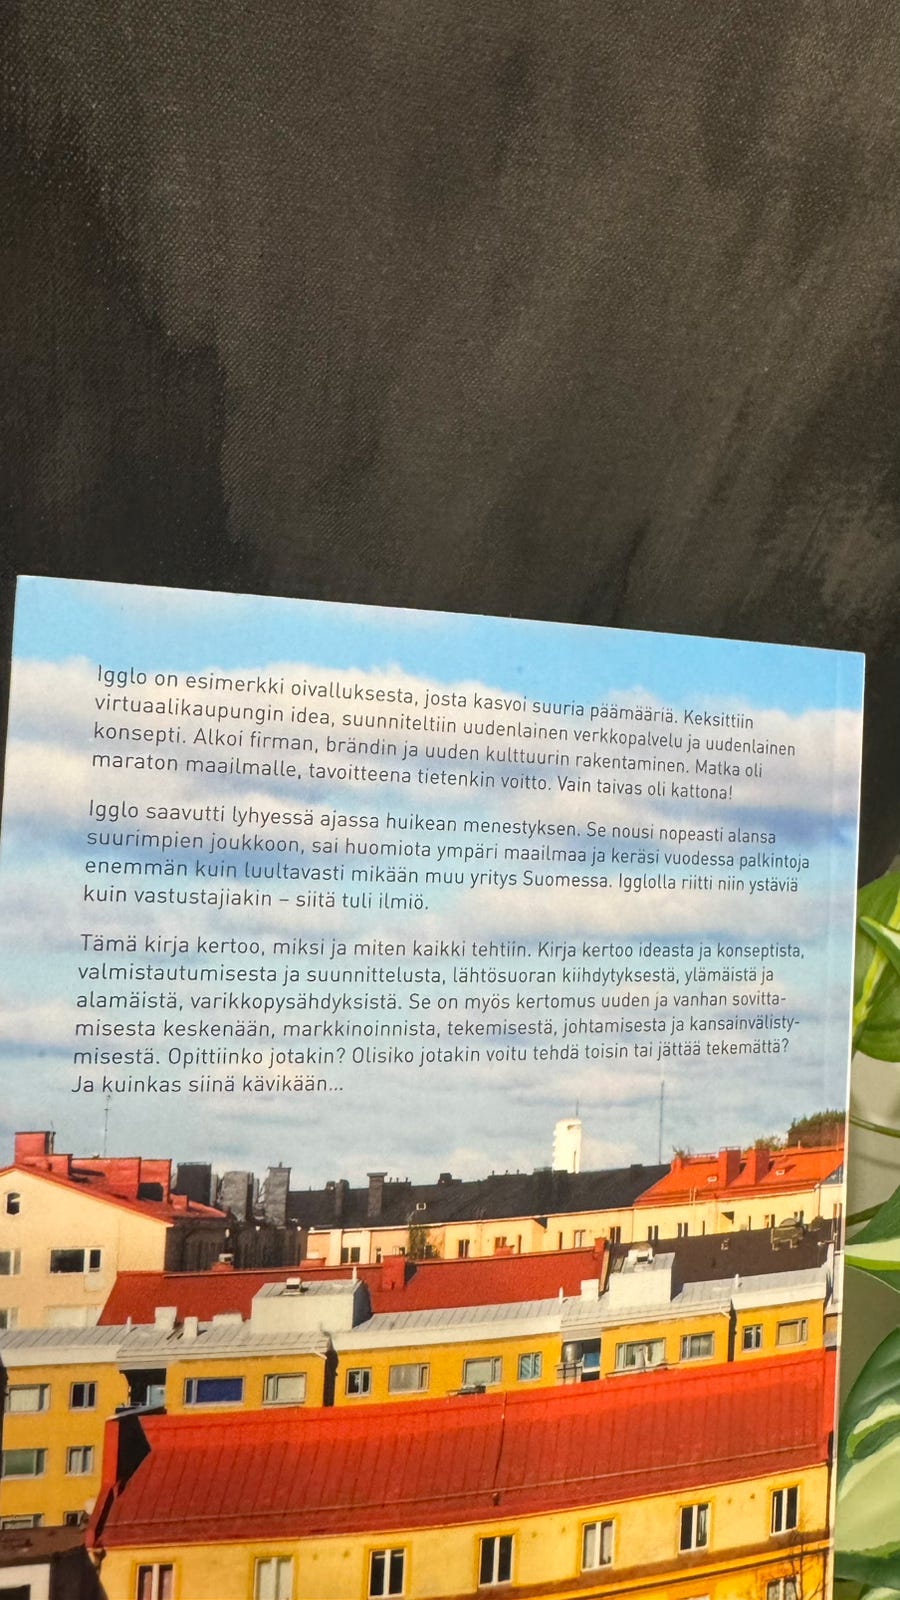 Igglo on esimerkki oivalluksesta, josta kasvoi suuria päämääriä. Keksittiin
virtuaalikaupungin idea, suunniteltiin uudenlainen verkkopalvelu ja uudenlainen
konsepti. Alkoi firman, brändin ja uuden kulttuurin rakentaminen. Matka oli
maraton maailmalle, tavoitteena tietenkin voitto. Vain taivas oli kattona!
Igglo saavutti lyhyessä ajassa huikean menestyksen. Se nousi nopeasti alansa
suurimpien joukkoon, sai huomiota ympäri maailmaa ja keräsi vuodessa palkintoja
enemmän kuin luultavasti mikään muu yritys Suomessa. Igglolla riitti niin ystäviä
kuin vastustajiakin – siitä tuli ilmiö.
Tämä kirja kertoo, miksi ja miten kaikki tehtiin. Kirja kertoo ideasta ja konseptista,
valmistautumisesta ja suunnittelusta, lähtösuoran kiihdytyksestä, ylämäistä ja
alamäistä, varikkopysähdyksistä. Se on myös kertomus uuden ja vanhan sovitta-
misesta keskenään, markkinoinnista, tekemisestä, johtamisesta ja kansainvälisty-
misestä. Opittiinko jotakin? Olisiko jotakin voitu tehdä toisin tai jättää tekemättä?
Ja kuinkas siinä kävikään...